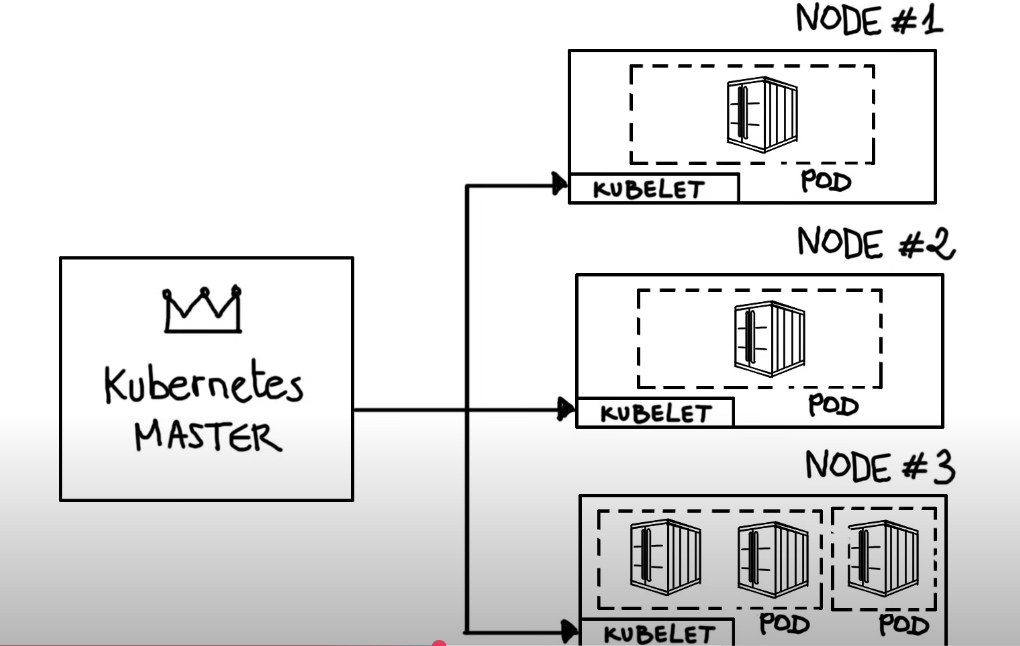 NODE #1
KUBELET
POD
NODE #2
Kubernetes
MASTER
KUBELET
POD
NODE #3
KUBELET
POD
POD